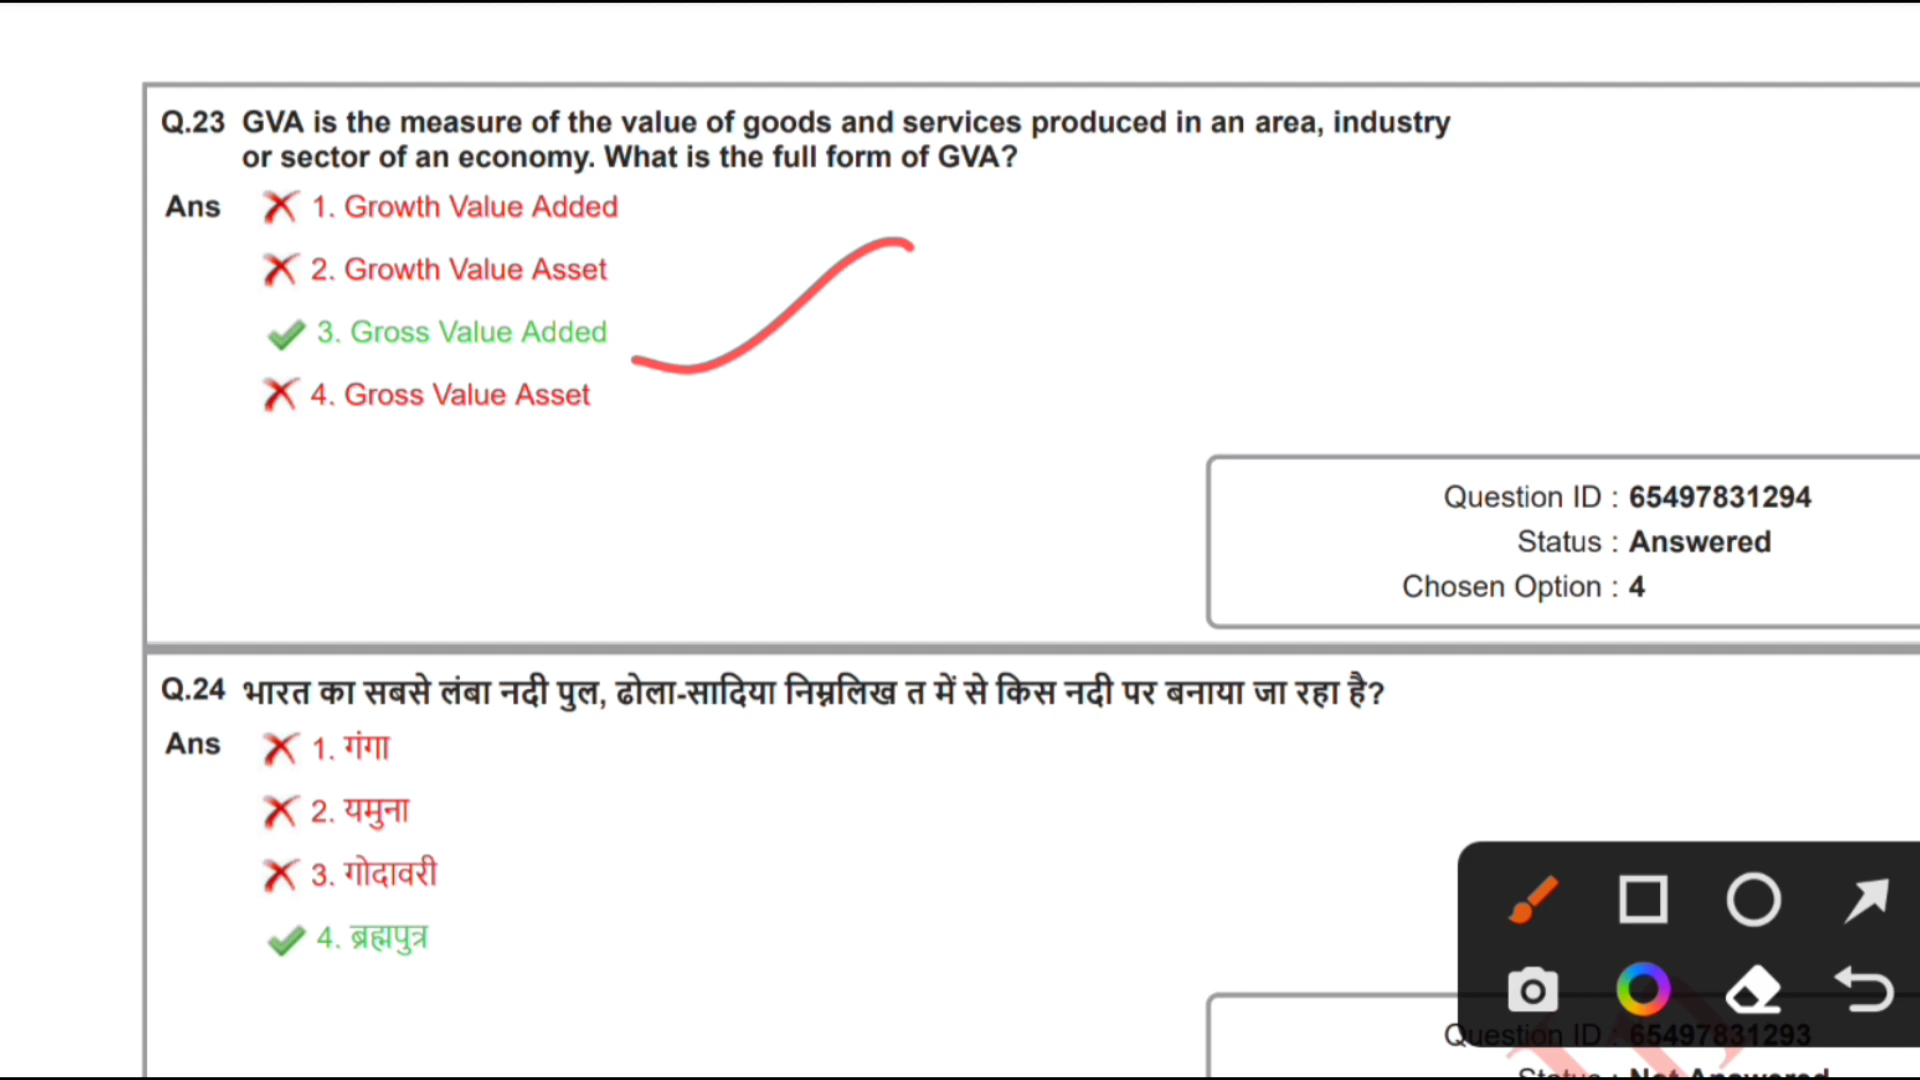 Q.23 GVA is the measure of the value of goods and services produced in an area, industry
or sector of an economy. What is the full form of GVA?
Ans 1. Growth Value Added
2. Growth Value Asset
3. Gross Value Added
4. Gross Value Asset
Question ID : 65497831294
Status : Answered
Chosen Option : 4
Q.24 भारत का सबसे लंबा नदी पुल, ढोला-सादिया निम्नलिख त में से किस नदी पर बनाया जा रहा है?
Ans 1. गंगा
2. यमुना
3. गोदावरी
4. ब्रह्मपुत्र
Question ID : 65497831293
Status : Not Answered